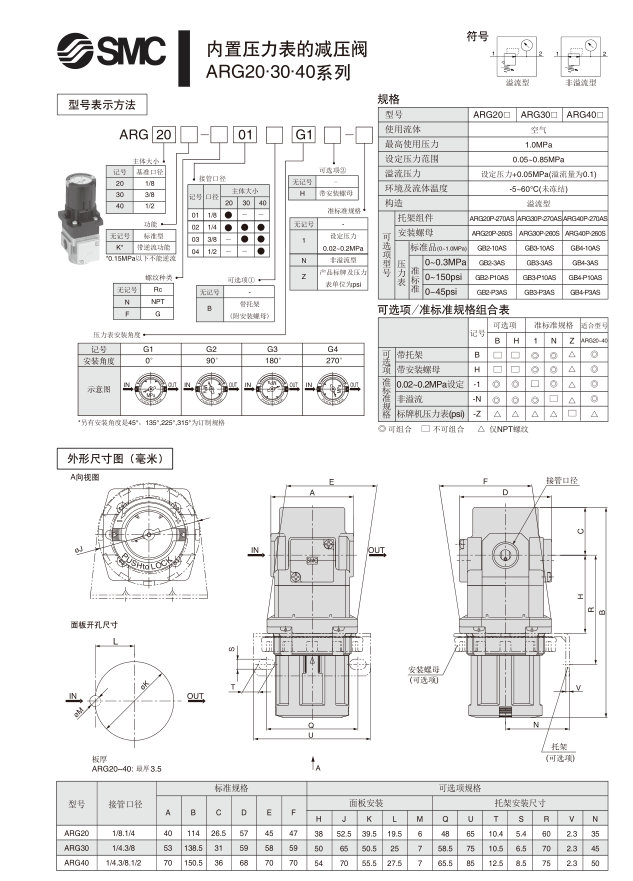 SMC
内置压力表的减压阀
ARG20·30·40系列
符号
溢流型 非溢流型
型号表示方法
ARG 20 □-□ 01 □ G1 □-□
主体大小
记号 基准口径
20 1/8
30 3/8
40 1/2
功能
无记号 标准型
K* 带逆流功能
*0.15MPa以下不能逆流
螺纹种类
无记号 Rc
N NPT
F G
接管口径
记号 口径 主体大小
20 30 40
01 1/8 ● - -
02 1/4 ● ● ●
03 3/8 - ● ●
04 1/2 - - ●
可选项①
无记号 -
B 带托架
(附安装螺母)
可选项②
无记号 -
H 带安装螺母
准标准规格
无记号 -
1 设定压力
0.02~0.2MPa
N 非溢流型
Z 产品标牌及压力
表单位为psi
压力表安装角度
记号 G1 G2 G3 G4
安装角度 0° 90° 180° 270°
示意图 IN OUT IN OUT IN OUT IN OUT
*另有安装角度是45°、135°,225°,315°为订制规格
规格
型号 ARG20□ ARG30□ ARG40□
使用流体 空气
最高使用压力 1.0MPa
设定压力范围 0.05~0.85MPa
溢流压力 设定压力+0.05MPa(溢流量为0.1)
环境及流体温度 -5~60℃(未冻结)
构造 溢流型
可选项型号 托架组件 ARG20P-270AS ARG30P-270AS ARG40P-270AS
安装螺母 ARG20P-260S ARG30P-260S ARG40P-260S
压力表 标准品(0~1.0MPa) GB2-10AS GB3-10AS GB4-10AS
准标准 0~0.3MPa GB2-3AS GB3-3AS GB4-3AS
0~150psi GB2-P10AS GB3-P10AS GB4-P10AS
0~45psi GB2-P3AS GB3-P3AS GB4-P3AS
可选项/准标准规格组合表
记号 可选项 准标准规格 适合型号
B H 1 N Z ARG20~40
可选项 带托架 B □ □ ◎ ◎ △ ◎
带安装螺母 H □ □ ◎ ◎ △ ◎
准标准规格 0.02~0.2MPa设定 -1 ◎ ◎ □ ◎ △ ◎
非溢流 -N ◎ ◎ ◎ □ △ ◎
标牌机压力表(psi) -Z △ △ △ △ □ △
◎可组合 □不可组合 △仅NPT螺纹
外形尺寸图（毫米）
A向视图
øJ
PUSH to LOCK
面板开孔尺寸
L
IN OUT
øK
øM
板厚
ARG20~40: 最厚3.5
E
A
IN OUT
SMC
S
T
Q
U
A
F
D
接管口径
C
H
R
B
安装螺母
(可选项)
V
N
托架
(可选项)
型号 接管口径 标准规格 可选项规格
面板安装 托架安装尺寸
A B C D E F H J K L M Q U T S R V N
ARG20 1/8.1/4 40 114 26.5 57 45 47 38 52.5 39.5 19.5 6 48 65 10.4 5.4 60 2.3 35
ARG30 1/4.3/8 53 138.5 31 59 58 59 50 65 50.5 25 7 58.5 75 10.5 6.5 70 2.3 45
ARG40 1/4.3/8.1/2 70 150.5 36 68 70 70 54 70 55.5 27.5 7 65.5 85 12.5 8.5 75 2.3 50